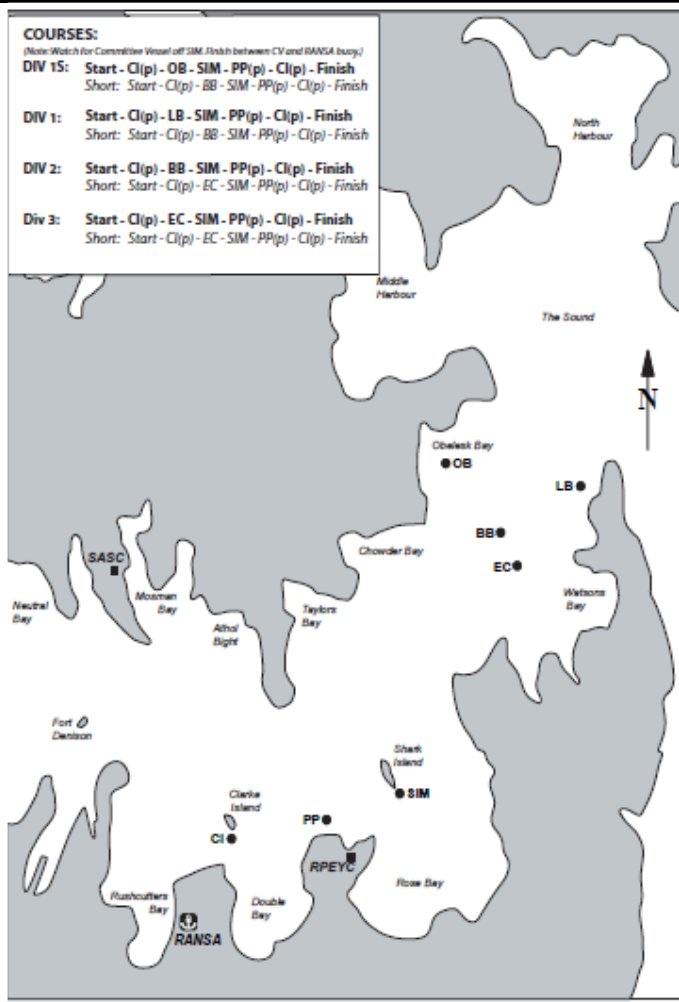 COURSES:
(Note: Watch for Committee Vessel off SIM. Finish between CV and RANSA buoy.)
DIV 1S: Start - CI(p) - OB - SIM - PP(p) - CI(p) - Finish
Short: Start - CI(p) - BB - SIM - PP(p) - CI(p) - Finish
DIV 1: Start - CI(p) - LB - SIM - PP(p) - CI(p) - Finish
Short: Start - CI(p) - BB - SIM - PP(p) - CI(p) - Finish
DIV 2: Start - CI(p) - BB - SIM - PP(p) - CI(p) - Finish
Short: Start - CI(p) - EC - SIM - PP(p) - CI(p) - Finish
Div 3: Start - CI(p) - EC - SIM - PP(p) - CI(p) - Finish
Short: Start - CI(p) - EC - SIM - PP(p) - CI(p) - Finish
North
Harbour
Middle
Harbour
The Sound
N
Obelesk Bay
OB
LB
BB
Chowder Bay
EC
SASC
Neutral
Bay
Mosman
Bay
Athol
Bight
Taylors
Bay
Watsons
Bay
Fort
Denison
Shark
Island
SIM
Clarke
Island
PP
CI
RPEYC
Rushcutters
Bay
Double
Bay
Rose Bay
RANSA